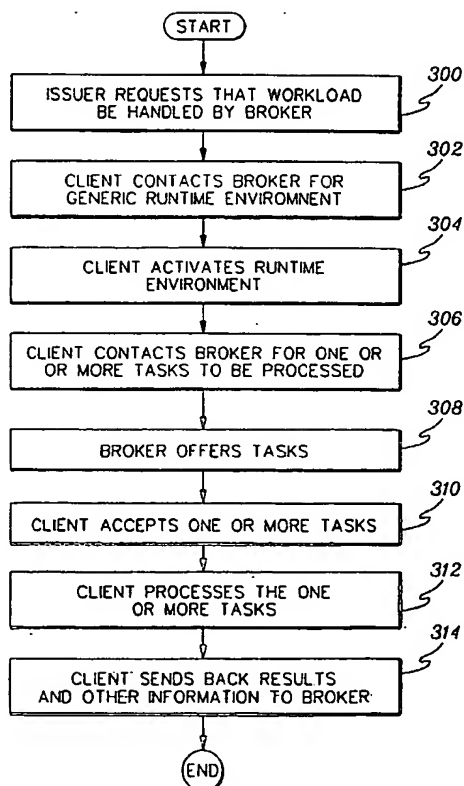 START
300
ISSUER REQUESTS THAT WORKLOAD
BE HANDLED BY BROKER
302
CLIENT CONTACTS BROKER FOR
GENERIC RUNTIME ENVIROMNENT
304
CLIENT ACTIVATES RUNTIME
ENVIRONMENT
306
CLIENT CONTACTS BROKER FOR ONE OR
OR MORE TASKS TO BE PROCESSED
308
BROKER OFFERS TASKS
310
CLIENT ACCEPTS ONE OR MORE TASKS
312
CLIENT PROCESSES THE ONE
OR MORE TASKS
314
CLIENT SENDS BACK RESULTS
AND OTHER INFORMATION TO BROKER
END